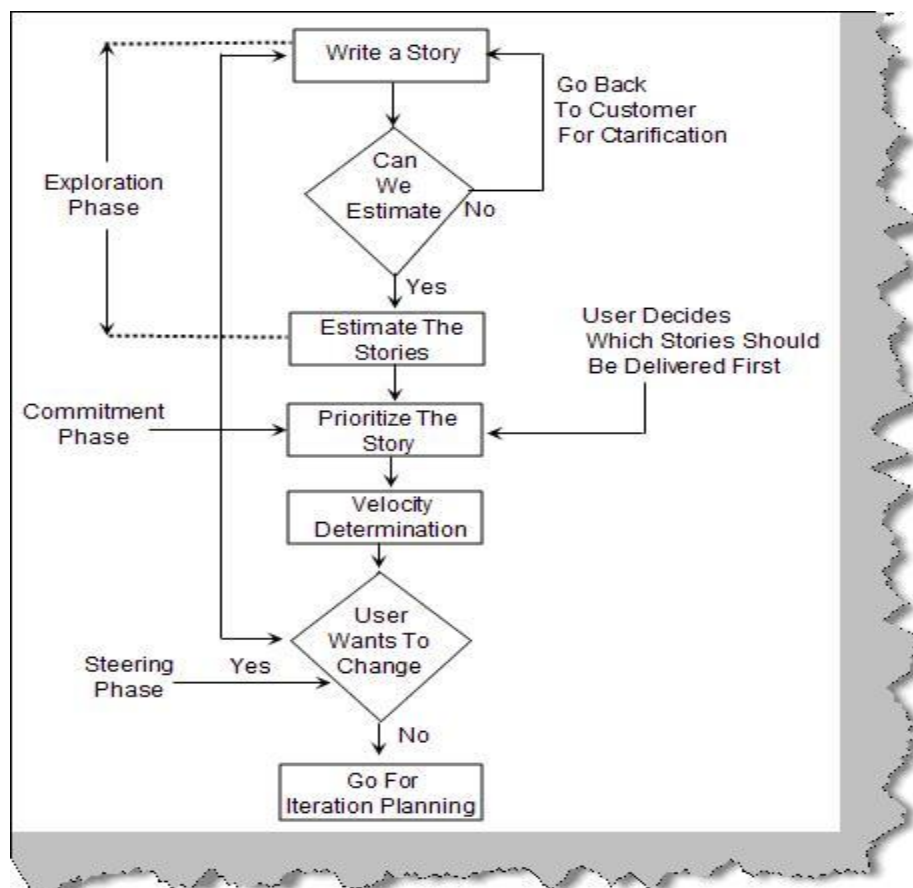 Write a Story
Go Back
To Customer
For Clarification
Can
We
Estimate
No
Exploration
Phase
Yes
Estimate The
Stories
User Decides
Which Stories Should
Be Delivered First
Commitment
Phase
Prioritize The
Story
Velocity
Determination
User
Wants To
Change
Steering
Phase
Yes
No
Go For
Iteration Planning